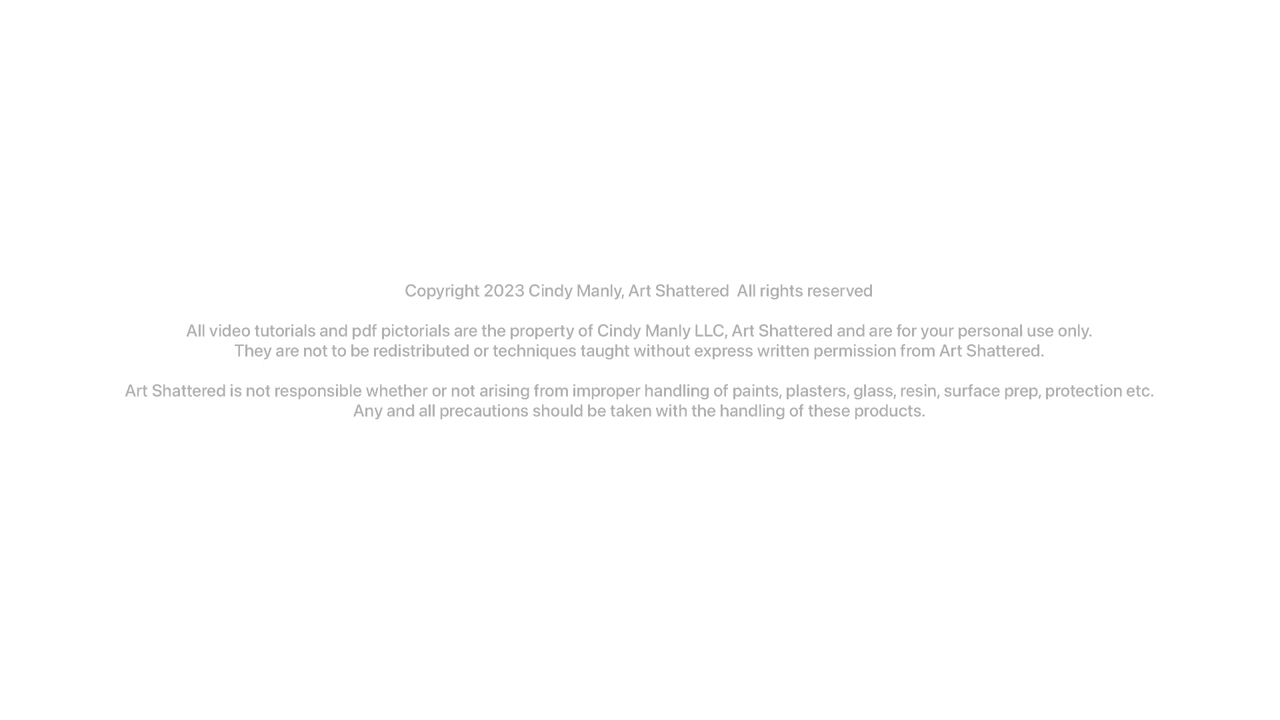 Copyright 2023 Cindy Manly, Art Shattered  All rights reserved
All video tutorials and pdf pictorials are the property of Cindy Manly LLC, Art Shattered and are for your personal use only.
They are not to be redistributed or techniques taught without express written permission from Art Shattered.
Art Shattered is not responsible whether or not arising from improper handling of paints, plasters, glass, resin, surface prep, protection etc.
Any and all precautions should be taken with the handling of these products.